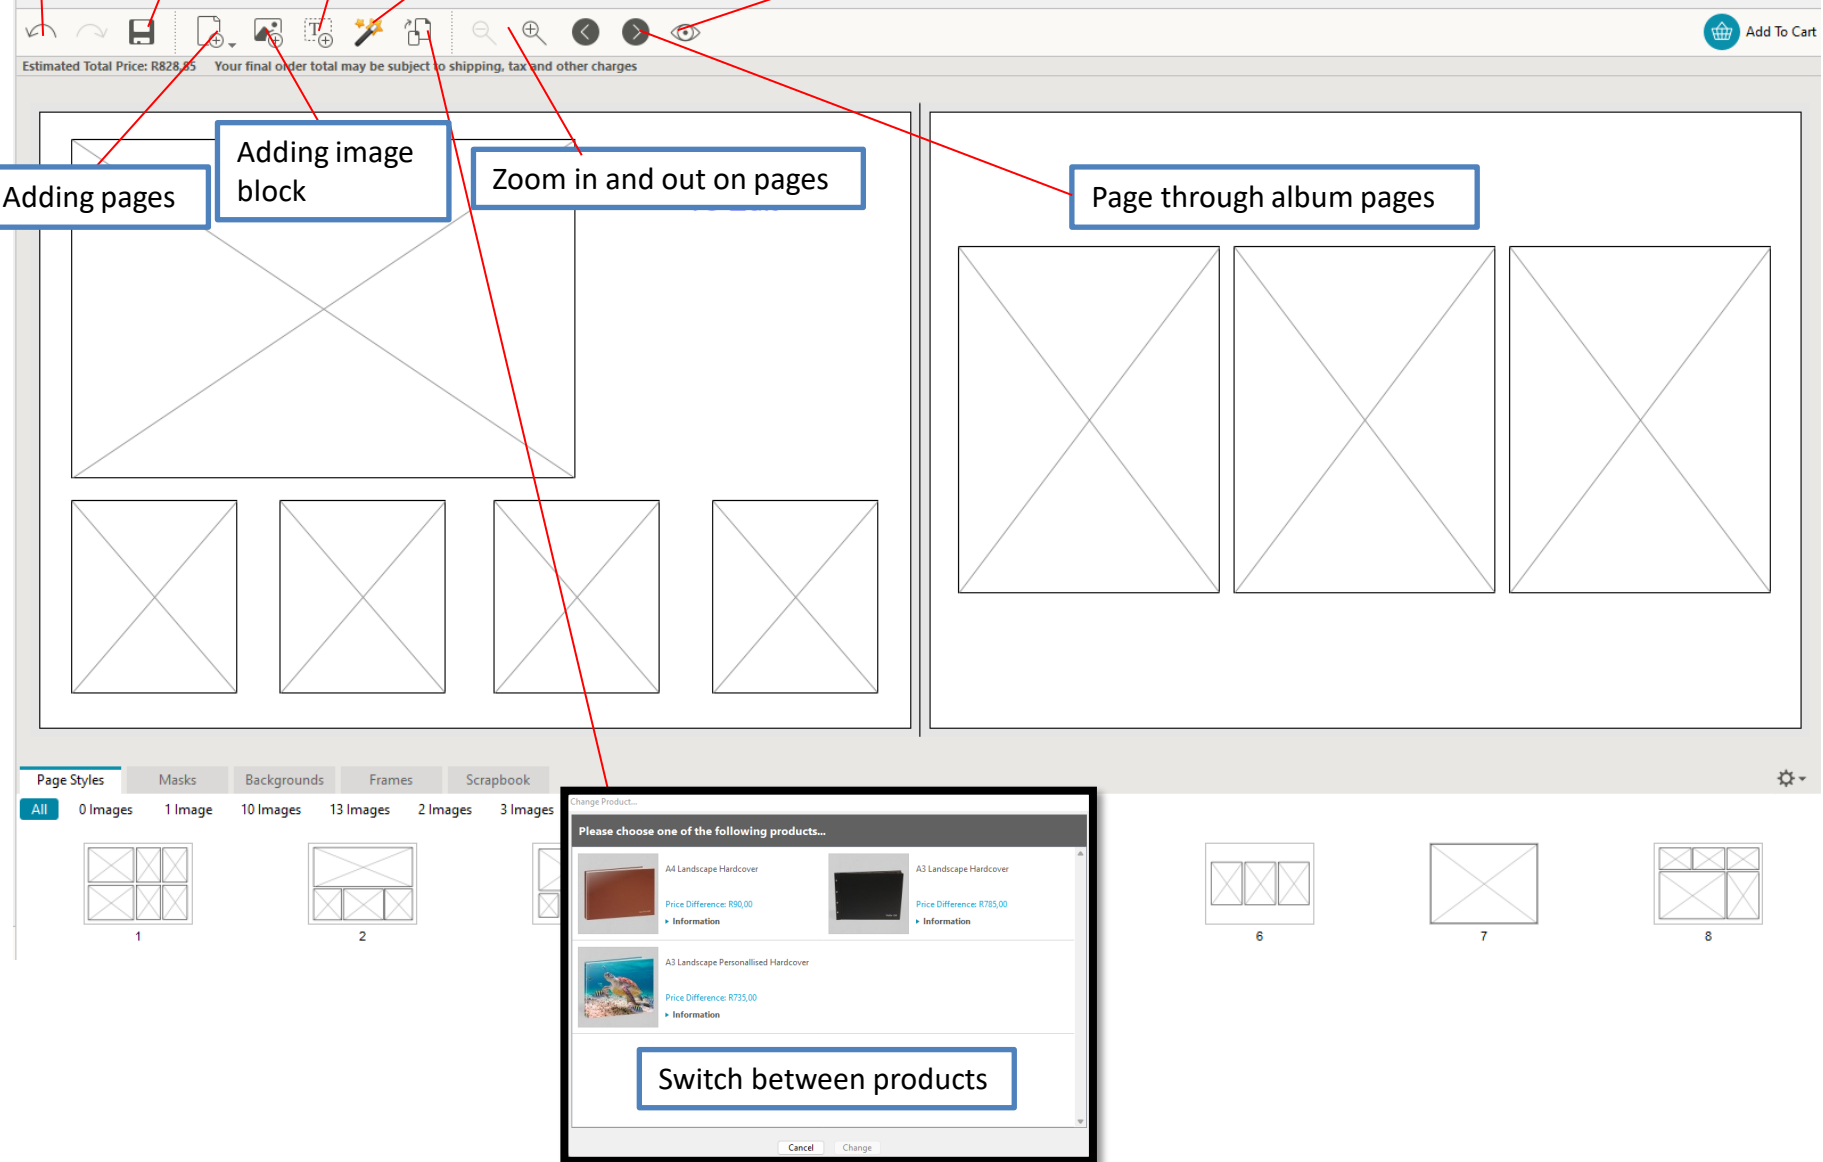 Add To Cart
Estimated Total Price: R828,85 Your final order total may be subject to shipping, tax and other charges
Adding pages
Adding image
block
Zoom in and out on pages
Page through album pages
Page Styles Masks Backgrounds Frames Scrapbook
All 0 Images 1 Image 10 Images 13 Images 2 Images 3 Images
Change Product...
Please choose one of the following products...
A4 Landscape Hardcover
Price Difference: R90,00
Information
A3 Landscape Hardcover
Price Difference: R785,00
Information
A3 Landscape Personallised Hardcover
Price Difference: R735,00
Information
Switch between products
Cancel Change
1 2 6 7 8